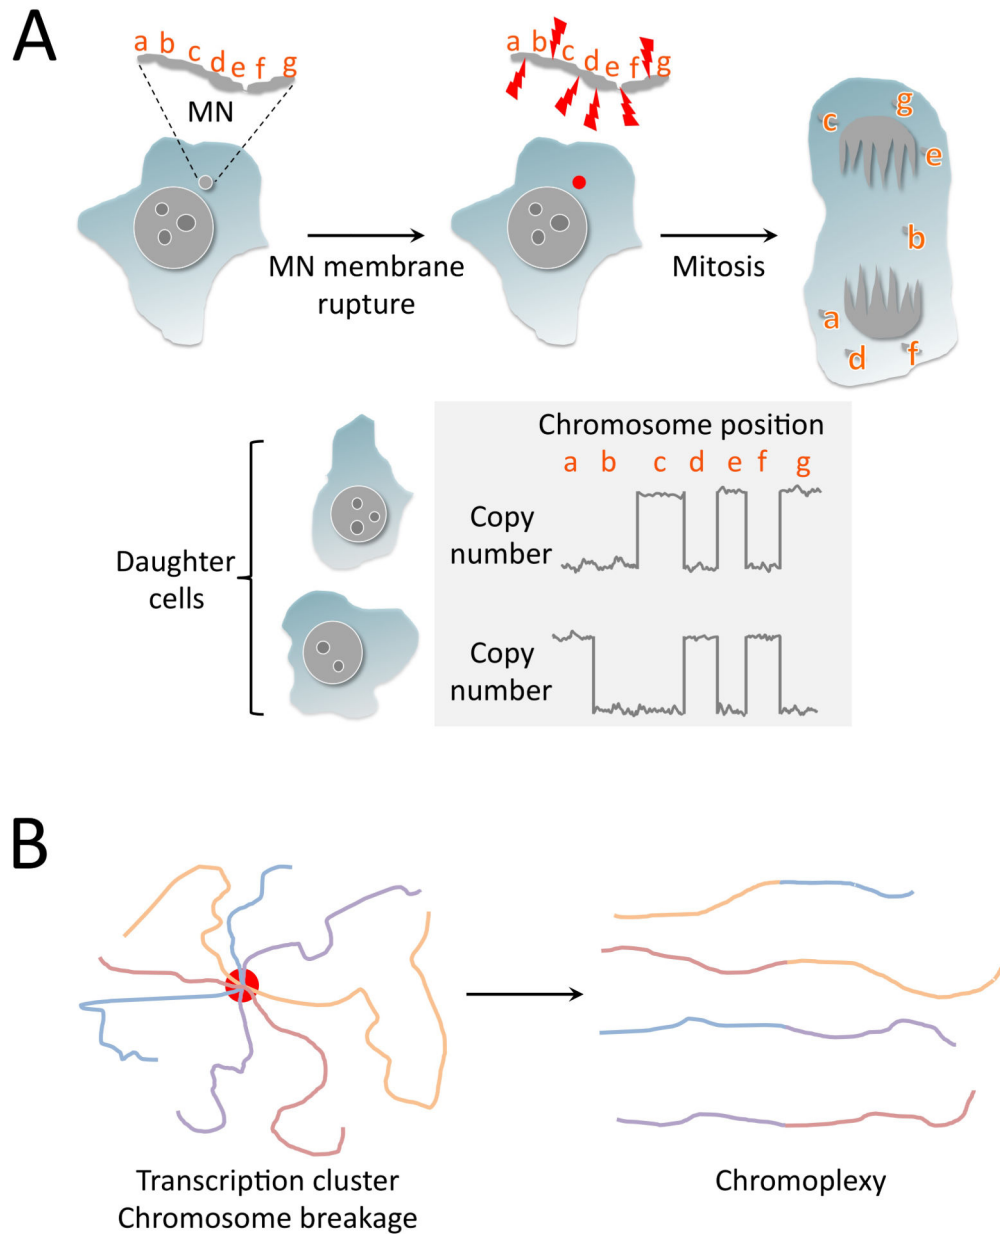 A
a b c d e f g
MN
a b c d e f g
MN membrane
rupture
Mitosis
g
c
e
b
a
d
f
Chromosome position
a b c d e f g
Copy
number
Daughter
cells
Copy
number
B
Transcription cluster
Chromosome breakage
Chromoplexy